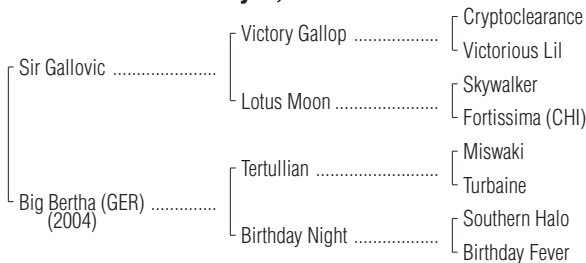 Cryptoclearance
Victory Gallop ..................
Victorious Lil
Sir Gallovic ......................
Skywalker
Lotus Moon ......................
Fortissima (CHI)
Miswaki
Tertullian ..........................
Turbaine
Big Bertha (GER) ................
(2004)
Southern Halo
Birthday Night ..................
Birthday Fever